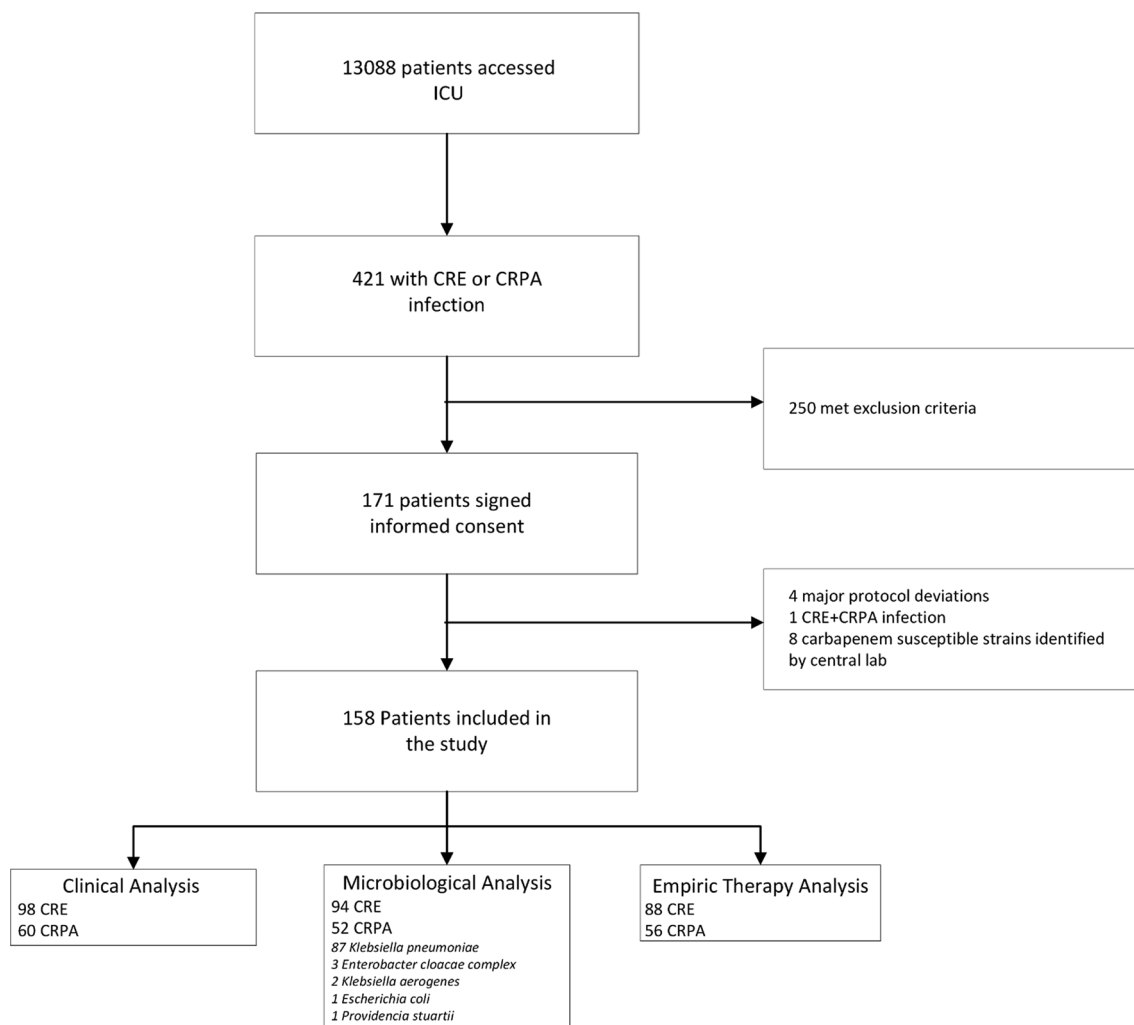 13088 patients accessed
ICU
421 with CRE or CRPA
infection
250 met exclusion criteria
171 patients signed
informed consent
4 major protocol deviations
1 CRE+CRPA infection
8 carbapenem susceptible strains identified
by central lab
158 Patients included in
the study
Clinical Analysis
98 CRE
60 CRPA
Microbiological Analysis
94 CRE
52 CRPA
87 Klebsiella pneumoniae
3 Enterobacter cloacae complex
2 Klebsiella aerogenes
1 Escherichia coli
1 Providencia stuartii
Empiric Therapy Analysis
88 CRE
56 CRPA